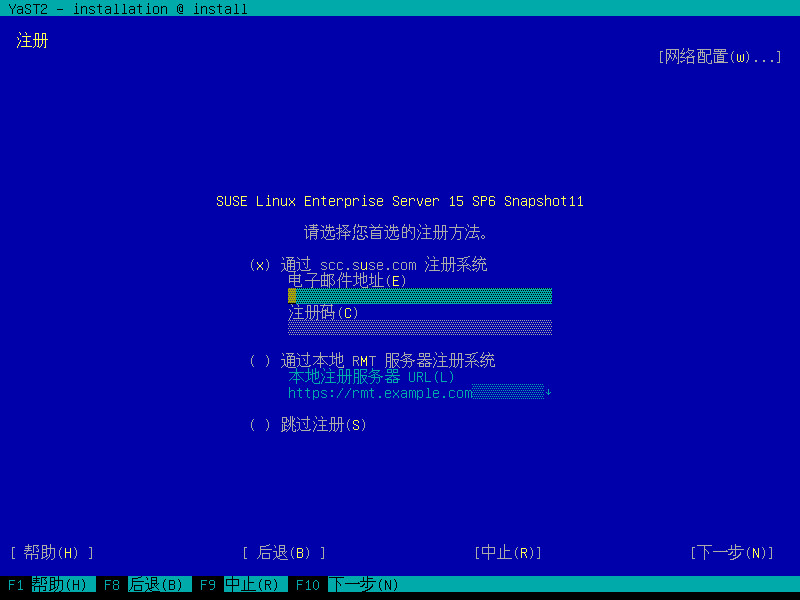 YaST2 - installation @ install
注册
[网络配置(w)...]
SUSE Linux Enterprise Server 15 SP6 Snapshot11
请选择您首选的注册方法。
(x) 通过 scc.suse.com 注册系统
电子邮件地址(E)
注册码(C)
( ) 通过本地 RMT 服务器注册系统
本地注册服务器 URL(L)
https://rmt.example.com
( ) 跳过注册(S)
[ 帮助(H) ] [ 后退(B) ] [中止(R)] [下一步(N)]
F1 帮助(H) F8 后退(B) F9 中止(R) F10 下一步(N)